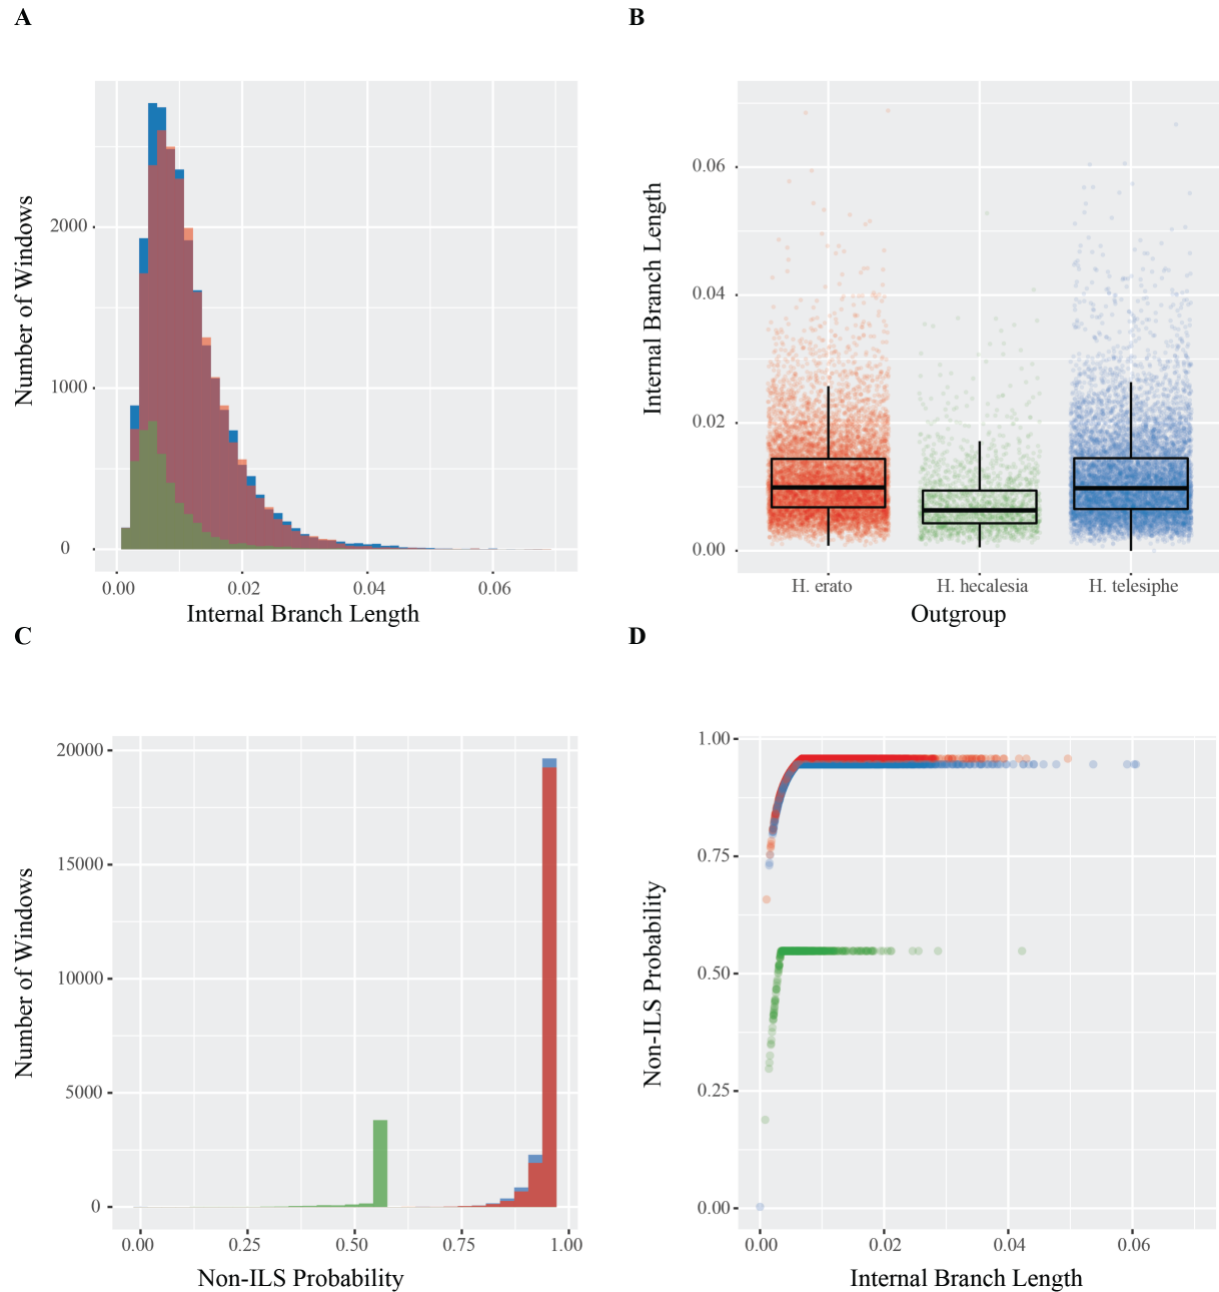 A
Number of Windows
2000
1000
0
0.00 0.02 0.04 0.06
Internal Branch Length
B
Internal Branch Length
0.06
0.04
0.02
0.00
H. erato H. hecalesia H. telesiphe
Outgroup
C
Number of Windows
20000
15000
10000
5000
0
0.00 0.25 0.50 0.75 1.00
Non-ILS Probability
D
Non-ILS Probability
1.00
0.75
0.50
0.25
0.00
0.00 0.02 0.04 0.06
Internal Branch Length